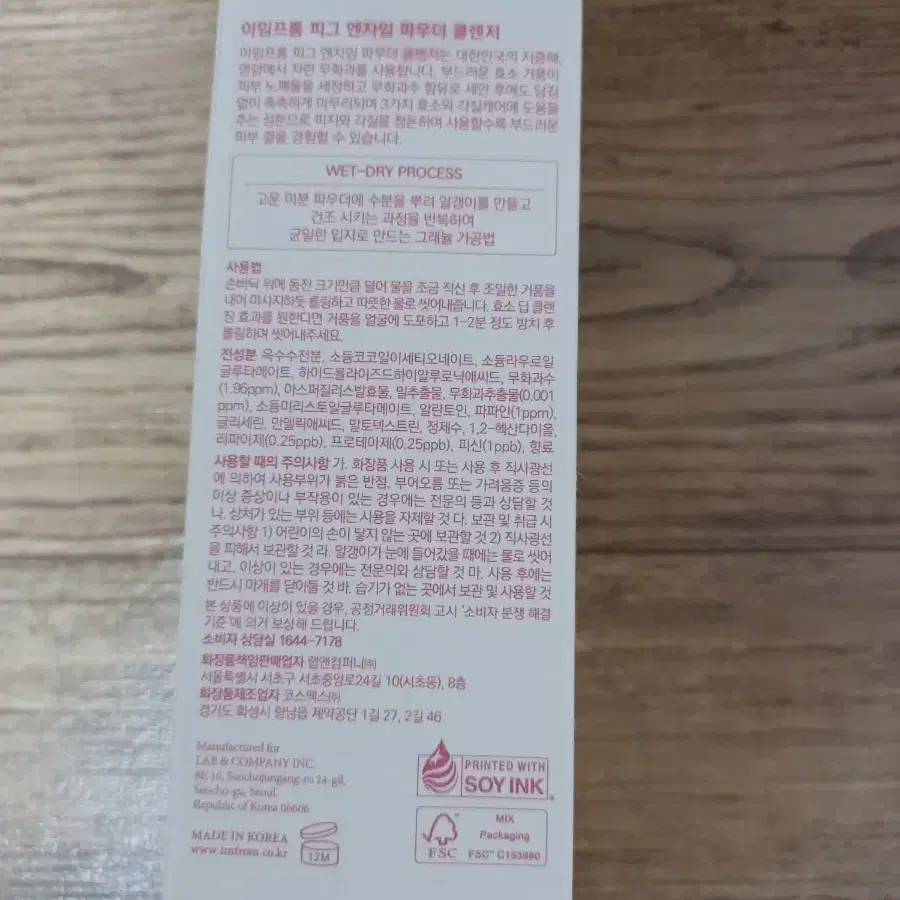 아임프롬 피그 엔자임 파우더 클렌저
아임프롬 피그 엔자임 파우더 클렌저는 대한민국의 지중해,
영암에서 자란 무화과를 사용합니다. 부드러운 효소 거품이
피부 노폐물을 세정하고 무화과수 함유로 세안 후에도 당김
없이 촉촉하게 마무리되며 3가지 효소와 각질케어에 도움을
주는 성분으로 피지와 각질을 정돈하여 사용할수록 부드러운
피부 결을 경험할 수 있습니다.
WET-DRY PROCESS
고운 미분 파우더에 수분을 뿌려 알갱이를 만들고
건조 시키는 과정을 반복하여
균일한 입자로 만드는 그래뉼 가공법
사용법
손바닥 위에 동전 크기만큼 덜어 물을 조금 적신 후 조밀한 거품을
내어 마사지하듯 롤링하고 따뜻한 물로 씻어내줍니다. 효소 딥 클렌
징 효과를 원한다면 거품을 얼굴에 도포하고 1-2분 정도 방치 후
롤링하며 씻어내주세요.
전성분 옥수수전분, 소듐코코일이세티오네이트, 소듐라우로일
글루타메이트, 하이드롤라이즈드하이알루로닉애씨드, 무화과수
(1.96ppm), 아스퍼질러스발효물, 밀추출물, 무화과추출물(0.001
ppm), 소듐미리스토일글루타메이트, 알란토인, 파파인(1ppm),
글리세린, 만델릭애씨드, 말토덱스트린, 정제수, 1,2-헥산다이올,
리파이제(0.25ppb), 프로테아제(0.25ppb), 피신(1ppb), 향료
사용할 때의 주의사항 가. 화장품 사용 시 또는 사용 후 직사광선
에 의하여 사용부위가 붉은 반점, 부어오름 또는 가려움증 등의
이상 증상이나 부작용이 있는 경우에는 전문의 등과 상담할 것
나. 상처가 있는 부위 등에는 사용을 자제할 것 다. 보관 및 취급 시
주의사항 1) 어린이의 손이 닿지 않는 곳에 보관할 것 2) 직사광선
을 피해서 보관할 것 라. 알갱이가 눈에 들어갔을 때에는 물로 씻어
내고, 이상이 있는 경우에는 전문의와 상담할 것 마. 사용 후에는
반드시 마개를 닫아둘 것 바. 습기가 없는 곳에서 보관 및 사용할 것
본 상품에 이상이 있을 경우, 공정거래위원회 고시 '소비자 분쟁 해결
기준'에 의거 보상해 드립니다.
소비자 상담실 1644-7178
화장품책임판매업자 랩앤컴퍼니㈜
서울특별시 서초구 서초중앙로24길 10(서초동), 8층
화장품제조업자 코스맥스㈜
경기도 화성시 향남읍 제약공단 1길 27, 2길 46
Manufactured for
LAB & COMPANY INC.
8F, 10, Seochojungang-ro 24-gil,
Seocho-gu, Seoul,
Republic of Korea 06606
MADE IN KOREA
www.imfrom.co.kr
12M
PRINTED WITH
SOY INK
FSC
MIX
Packaging
FSC™ C153980